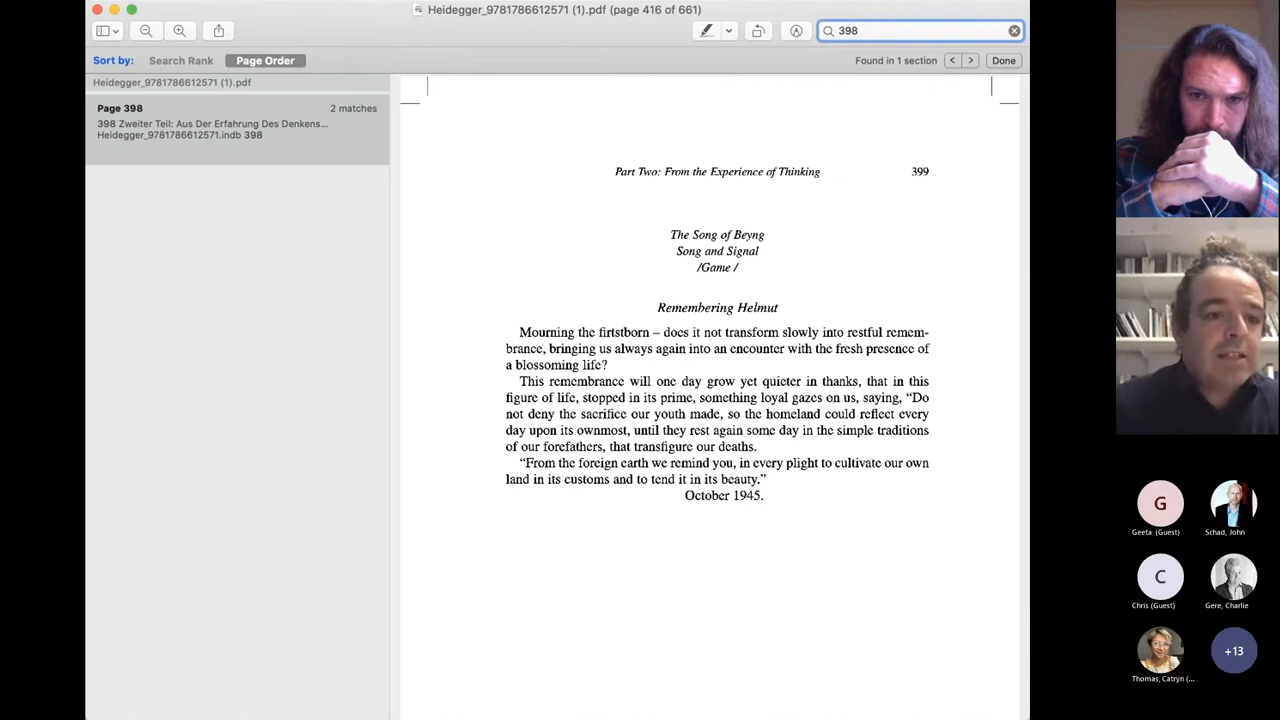 Heidegger_9781786612571 (1).pdf (page 416 of 661)
398
Sort by:
Search Rank
Page Order
Found in 1 section
Done
Heidegger_9781786612571 (1).pdf
Page 398
2 matches
398 Zweiter Teil: Aus Der Erfahrung Des Denkens...
Heidegger_9781786612571.indb 398
Part Two: From the Experience of Thinking 399
The Song of Beyng
Song and Signal
/Game /
Remembering Helmut
Mourning the firtstborn – does it not transform slowly into restful remem-
brance, bringing us always again into an encounter with the fresh presence of
a blossoming life?
This remembrance will one day grow yet quieter in thanks, that in this
figure of life, stopped in its prime, something loyal gazes on us, saying, “Do
not deny the sacrifice our youth made, so the homeland could reflect every
day upon its ownmost, until they rest again some day in the simple traditions
of our forefathers, that transfigure our deaths.
“From the foreign earth we remind you, in every plight to cultivate our own
land in its customs and to tend it in its beauty.”
October 1945.
G
Geeta (Guest)
Schad, John
C
Chris (Guest)
Gere, Charlie
Thomas, Catryn (...
+13